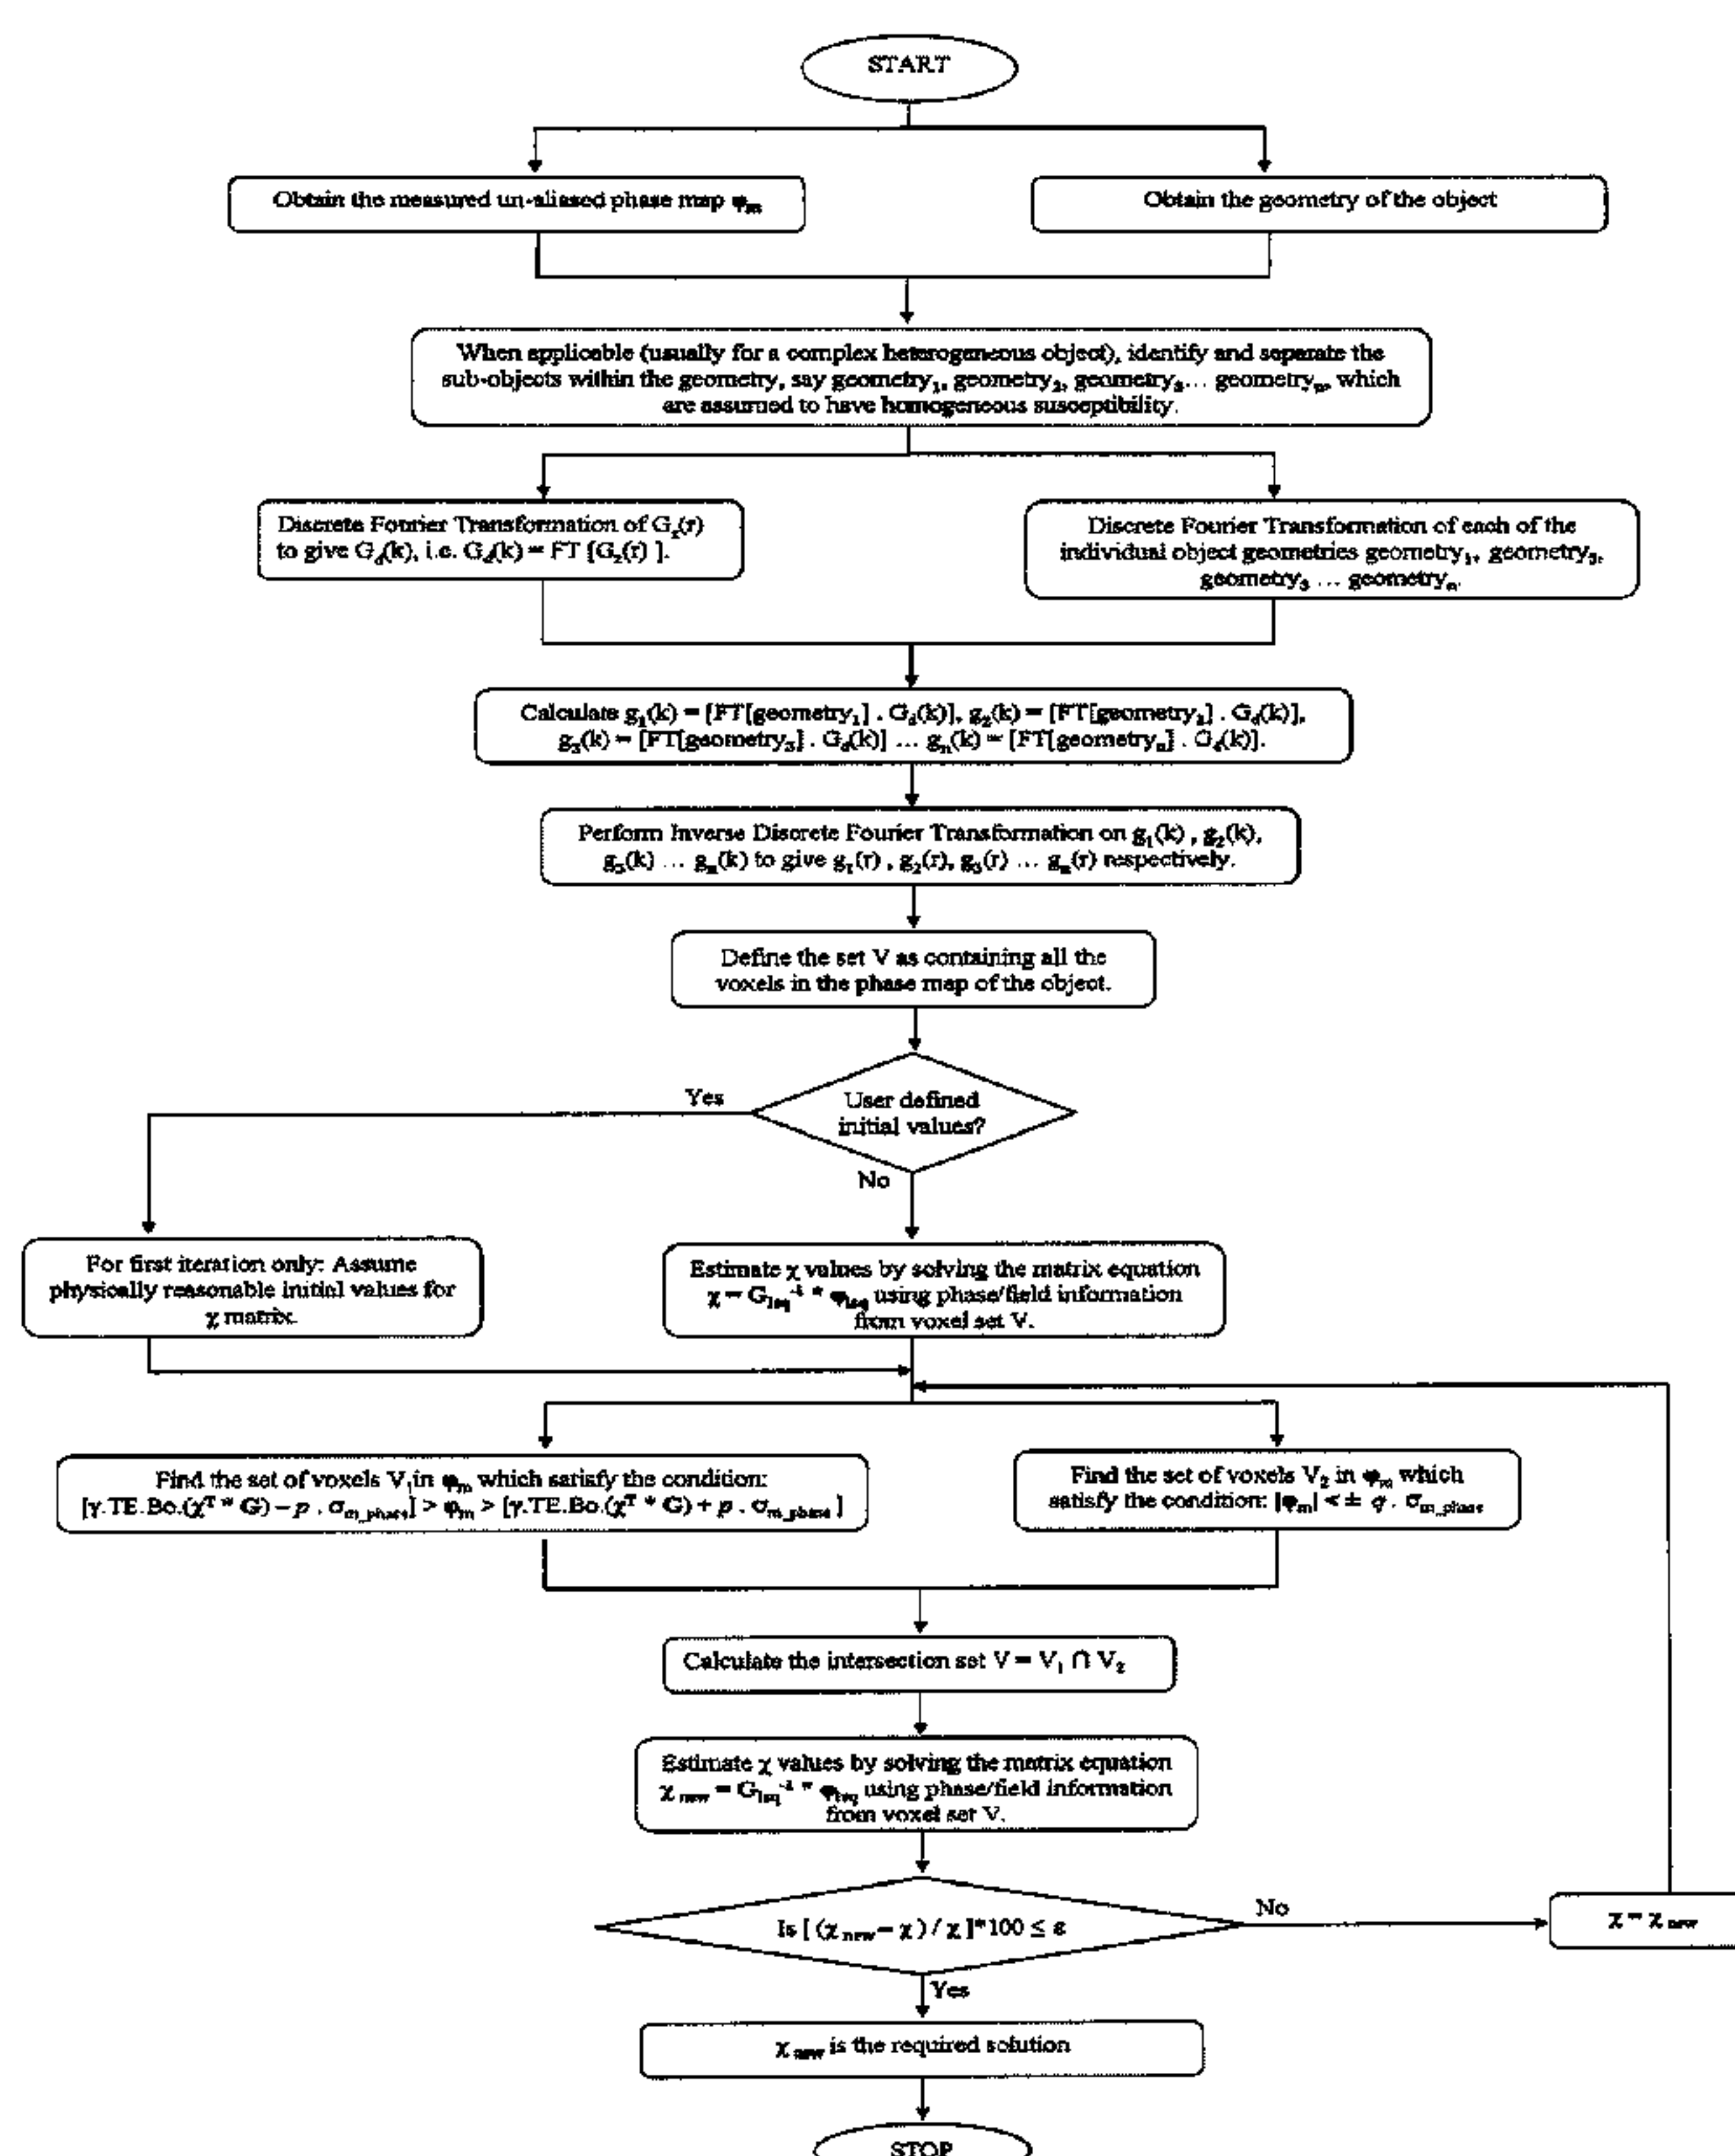 START
Obtain the measured un-aliased phase map φm
Obtain the geometry of the object
When applicable (usually for a complex heterogeneous object), identify and separate the
sub-objects within the geometry, say geometry₁, geometry₂, geometry₃… geometryₙ, which
are assumed to have homogeneous susceptibility.
Discrete Fourier Transformation of Gz(r)
to give Gd(k), i.e. Gd(k) = FT [Gz(r) ].
Discrete Fourier Transformation of each of the
individual object geometries geometry₁, geometry₂,
geometry₃ … geometryₙ.
Calculate g₁(k) = [FT[geometry₁] . Gd(k)], g₂(k) = [FT[geometry₂] . Gd(k)],
g₃(k) = [FT[geometry₃] . Gd(k)] … gₙ(k) = [FT[geometryₙ] . Gd(k)].
Perform Inverse Discrete Fourier Transformation on g₁(k) , g₂(k),
g₃(k) … gₙ(k) to give g₁(r) , g₂(r), g₃(r) … gₙ(r) respectively.
Define the set V as containing all the
voxels in the phase map of the object.
User defined
initial values?
Yes
No
For first iteration only: Assume
physically reasonable initial values for
χ matrix.
Estimate χ values by solving the matrix equation
χ = Glsq⁻¹ * φlsq using phase/field information
from voxel set V.
Find the set of voxels V₁ in φm which satisfy the condition:
[γ.TE.Bo.(χᵀ * G) – p . σm_phase] > φm > [γ.TE.Bo.(χᵀ * G) + p . σm_phase ]
Find the set of voxels V₂ in φm which
satisfy the condition: |φm| < ± q . σm_phase
Calculate the intersection set V = V₁ ∩ V₂
Estimate χ values by solving the matrix equation
χ new = Glsq⁻¹ * φlsq using phase/field information
from voxel set V.
Is [ (χ new – χ ) / χ ]*100 ≤ ε
No
χ = χ new
Yes
χ new is the required solution
STOP